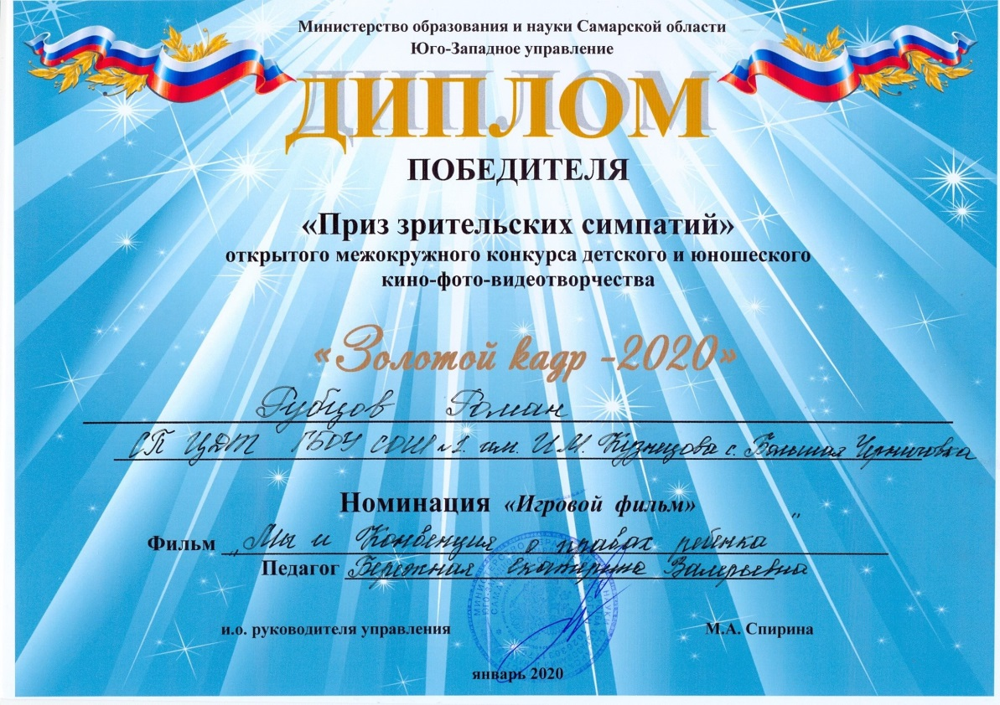 Министерство образования и науки Самарской области
Юго-Западное управление
ДИПЛОМ
ПОБЕДИТЕЛЯ
«Приз зрительских симпатий»
открытого межокружного конкурса детского и юношеского
кино-фото-видеотворчества
«Золотой кадр -2020»
Рубцов Роман
СП ЦДТ ГБОУ СОШ №1 им. И.М. Кузнецова с. Большая Черниговка
Номинация «Игровой фильм»
Фильм „Мы и Конвенция о правах ребенка"
Педагог Бережная Екатерина Валерьевна
и.о. руководителя управления М.А. Спирина
январь 2020